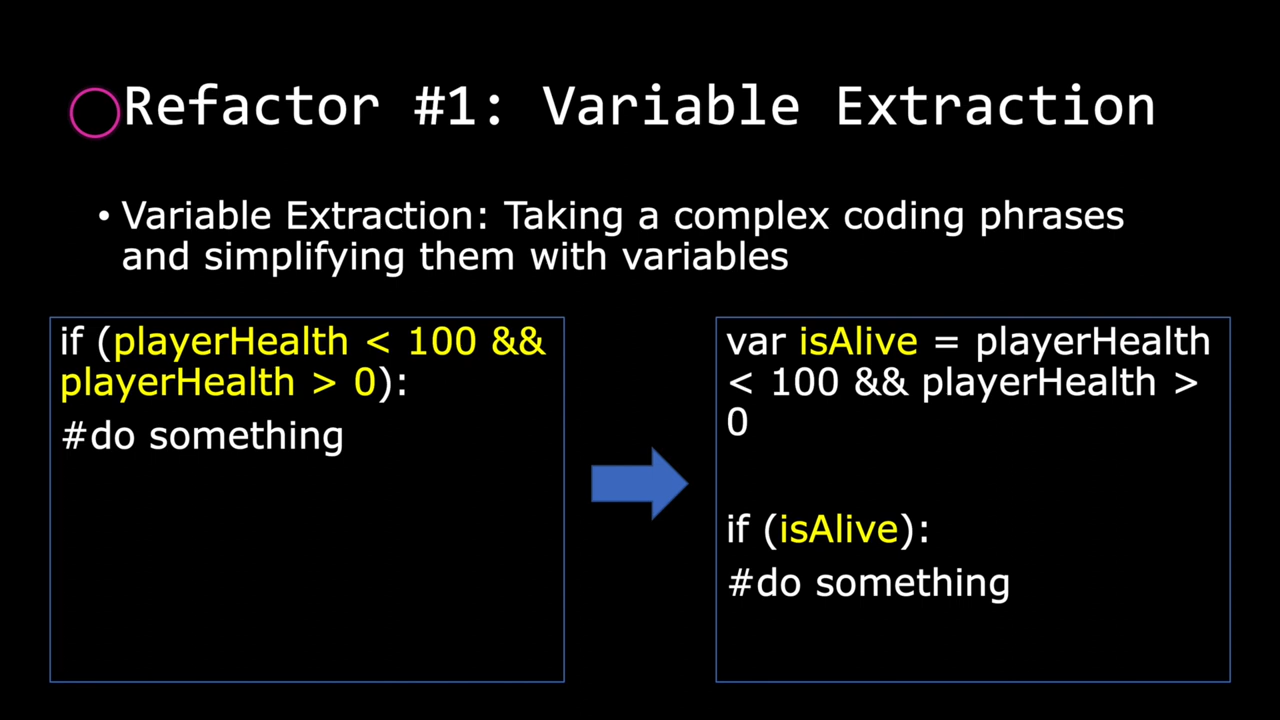 Refactor #1: Variable Extraction
• Variable Extraction: Taking a complex coding phrases
and simplifying them with variables
if (playerHealth < 100 &&
playerHealth > 0):
#do something
var isAlive = playerHealth
< 100 && playerHealth >
0
if (isAlive):
#do something